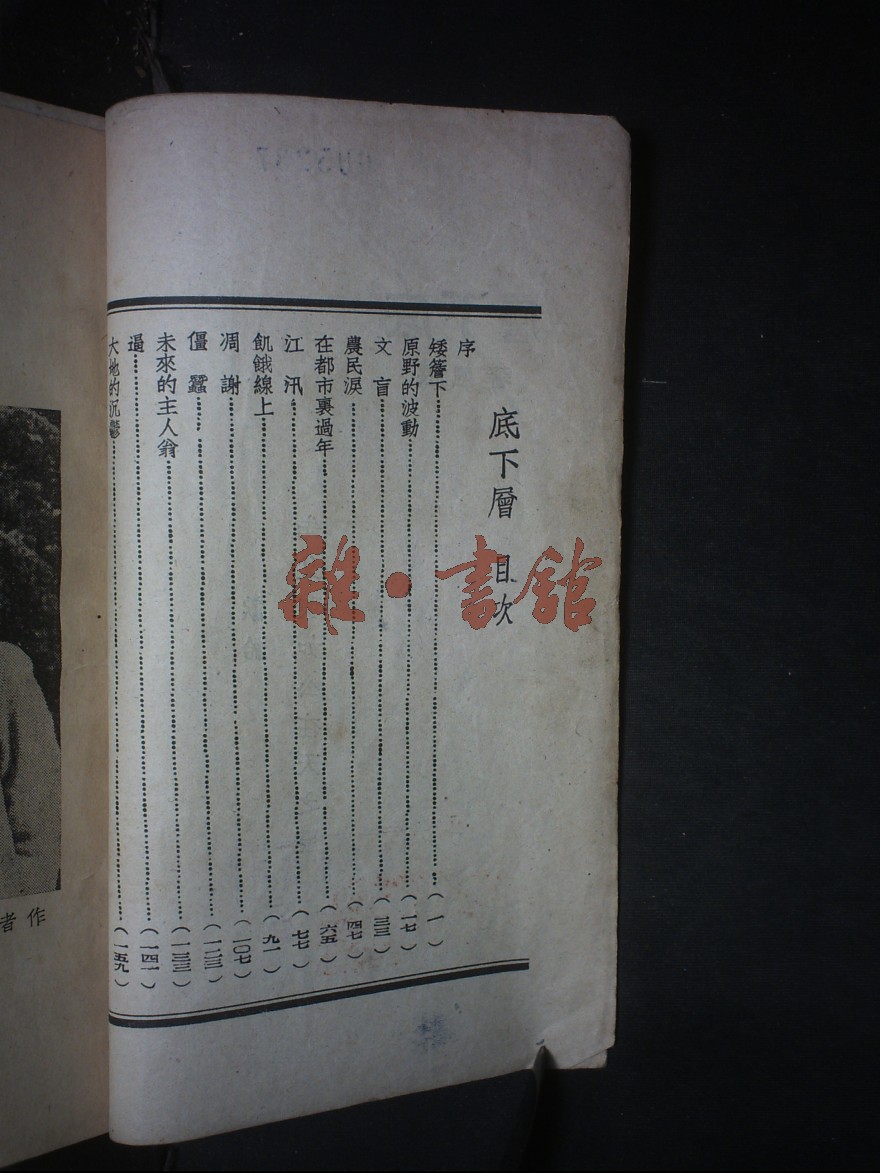 底下層 目次
序
矮簷下(一)
原野的波動(一七)
文盲(三三)
農民淚(四七)
在都市裏過年(六五)
江汛(七七)
飢餓線上(九一)
凋謝(一〇七)
僵蠶(一二三)
未來的主人翁(一三三)
逼(一四一)
大地的沉鬱(一五九)
作者
雜·書館